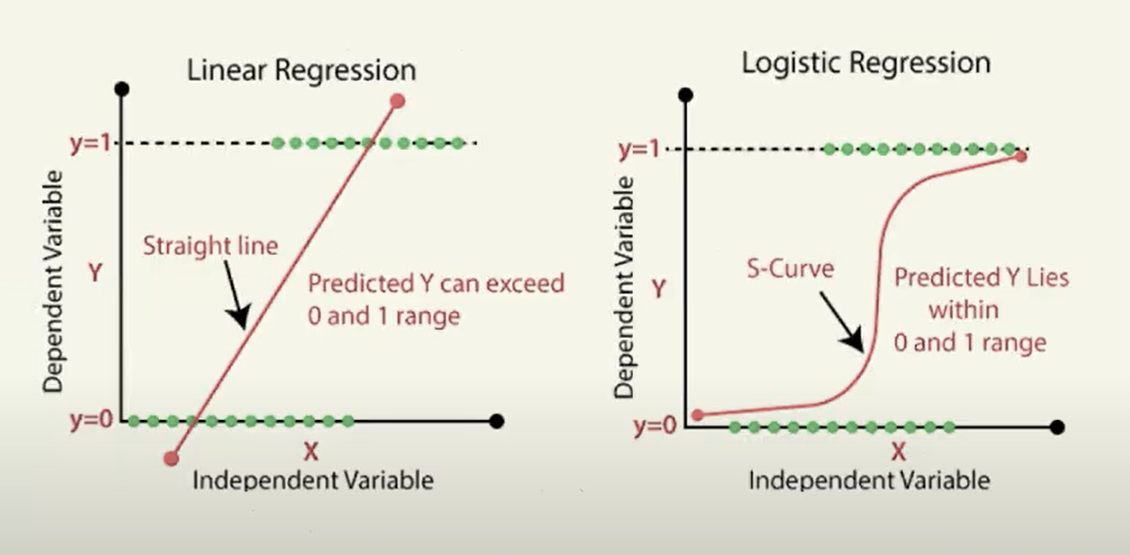 Linear Regression
y=1
Dependent Variable
Y
Straight line
Predicted Y can exceed
0 and 1 range
y=0
X
Independent Variable
Logistic Regression
y=1
Dependent Variable
Y
S-Curve
Predicted Y Lies
within
0 and 1 range
y=0
X
Independent Variable